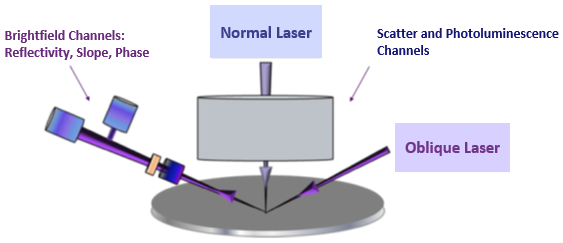 Brightfield Channels:
Reflectivity, Slope, Phase
Normal Laser
Scatter and Photoluminescence
Channels
Oblique Laser